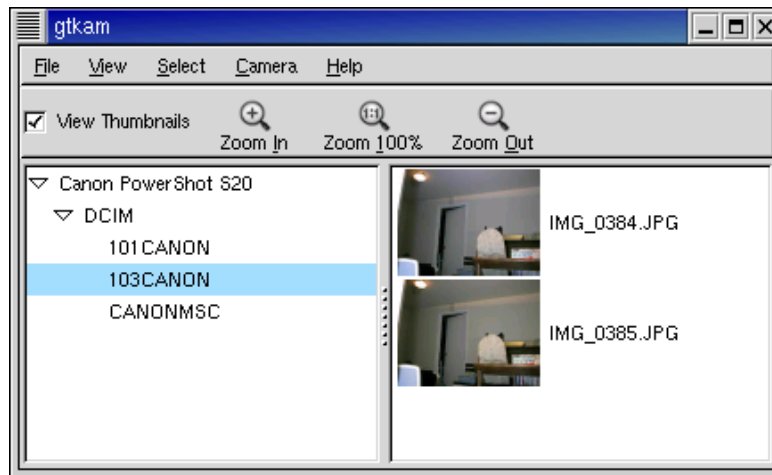 gtkam
File View Select Camera Help
View Thumbnails Zoom In Zoom 100% Zoom Out
Canon PowerShot S20
DCIM
101CANON
103CANON
CANONMSC
IMG_0384.JPG
IMG_0385.JPG